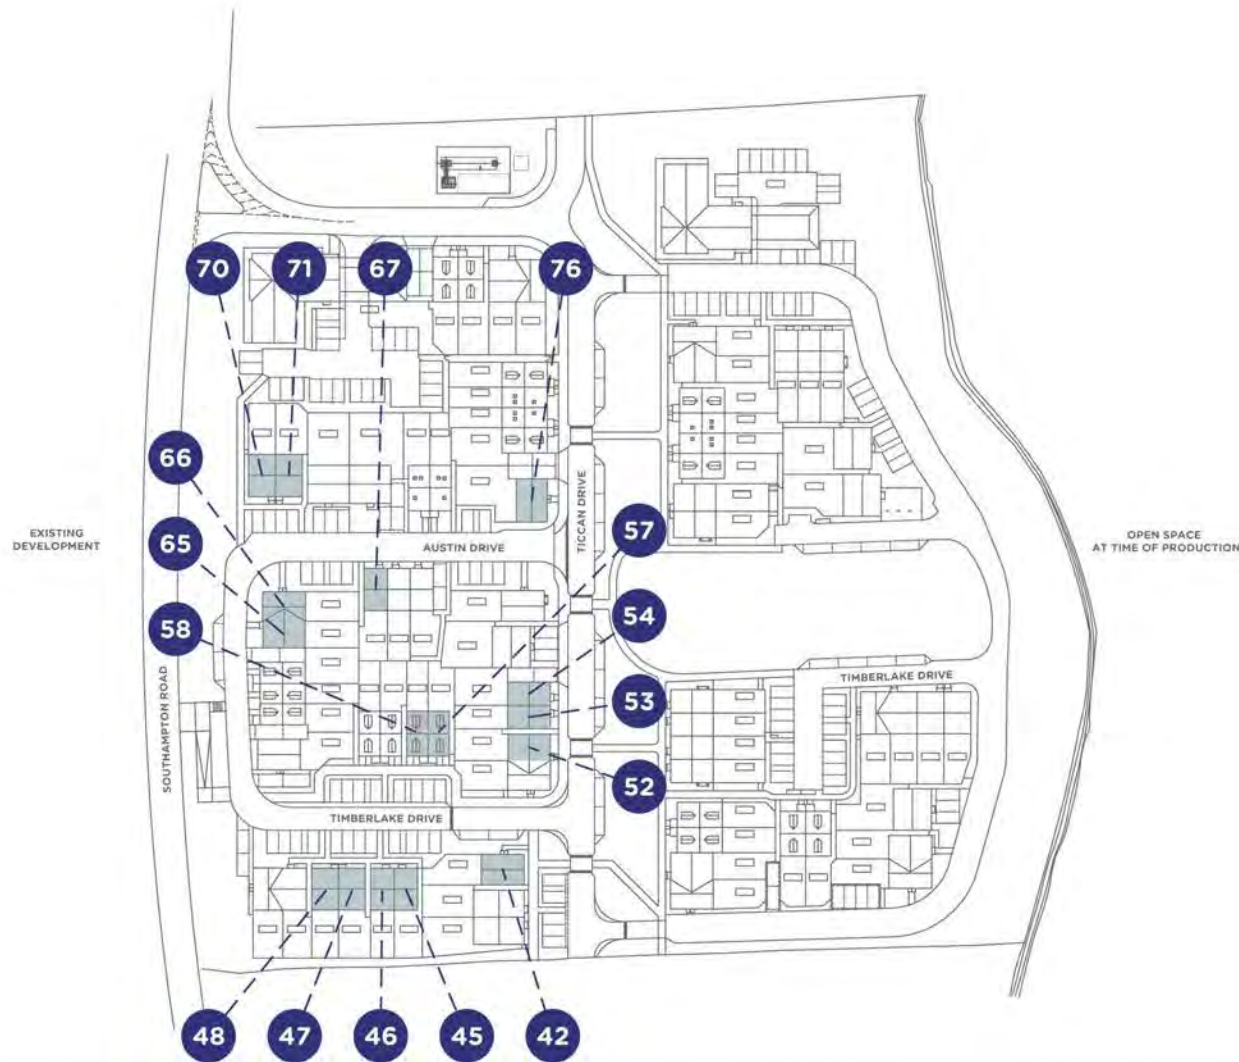 70
71
67
76
66
65
58
57
54
53
52
48
47
46
45
42
EXISTING
DEVELOPMENT
AUSTIN DRIVE
TICCAN DRIVE
OPEN SPACE
AT TIME OF PRODUCTION
SOUTHAMPTON ROAD
TIMBERLAKE DRIVE
TIMBERLAKE DRIVE